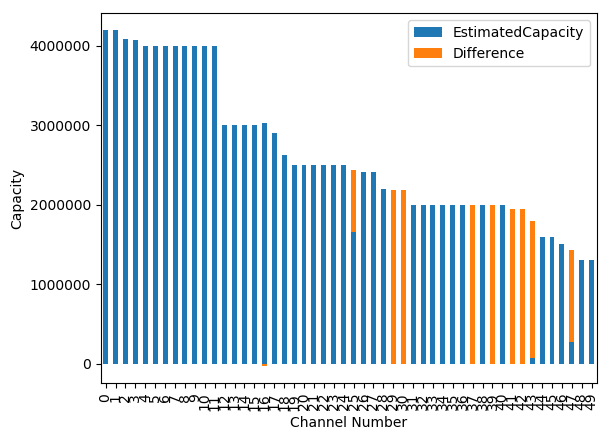 EstimatedCapacity
Difference
4000000
3000000
2000000
1000000
0
Capacity
0 1 2 3 4 5 6 7 8 9 10 11 12 13 14 15 16 17 18 19 20 21 22 23 24 25 26 27 28 29 30 31 32 33 34 35 36 37 38 39 40 41 42 43 44 45 46 47 48 49
Channel Number